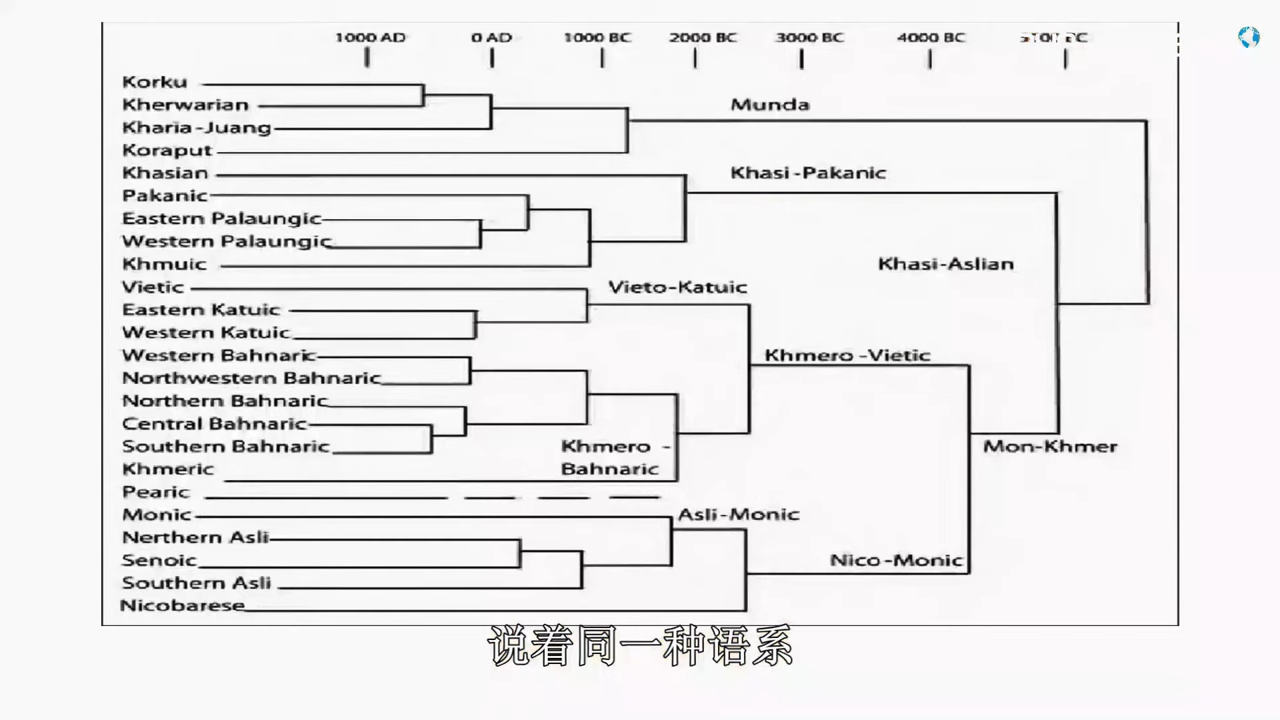 1000 AD 0 AD 1000 BC 2000 BC 3000 BC 4000 BC
Korku
Kherwarian Munda
Kharia-Juang
Koraput
Khasian Khasi-Pakanic
Pakanic
Eastern Palaungic
Western Palaungic
Khmuic Khasi-Aslian
Vietic Vieto-Katuic
Eastern Katuic
Western Katuic
Western Bahnaric Khmero-Vietic
Northwestern Bahnaric
Northern Bahnaric
Central Bahnaric
Southern Bahnaric Khmero- Mon-Khmer
Khmeric Bahnaric
Pearic
Monic Asli-Monic
Nerthern Asli
Senoic Nico-Monic
Southern Asli
Nicobarese
说着同一种语系